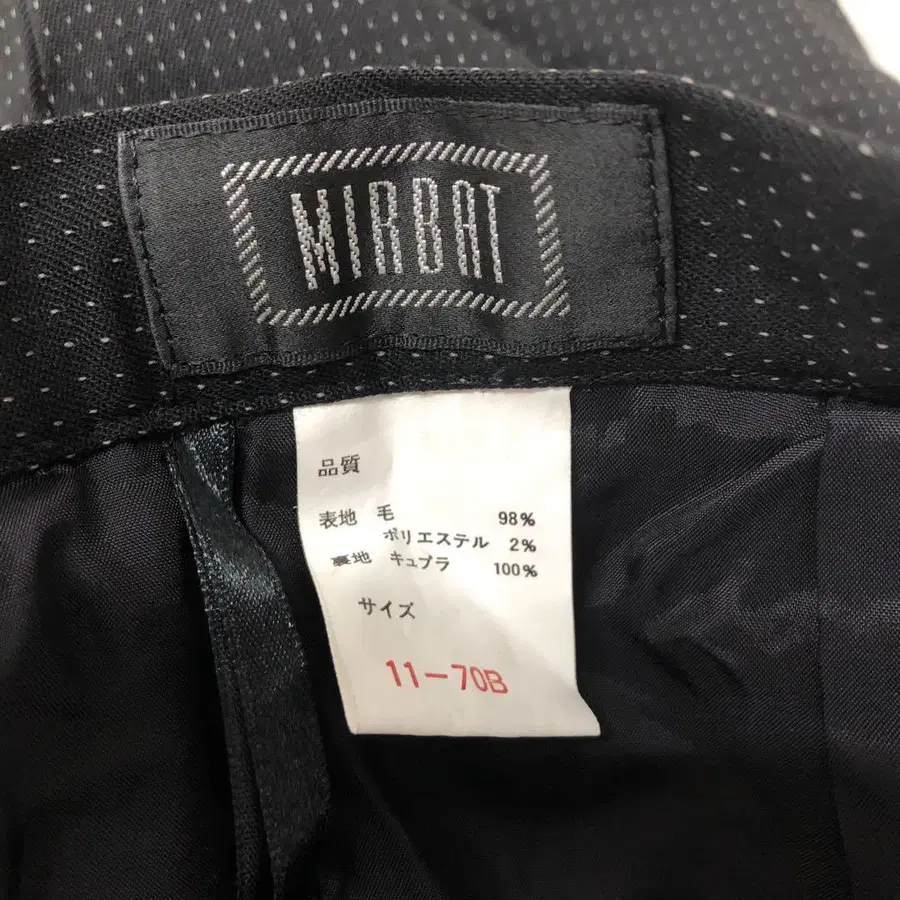 MIRBAT
品質
表地 毛 98%
ポリエステル 2%
裏地 キュプラ 100%
サイズ
11-70B